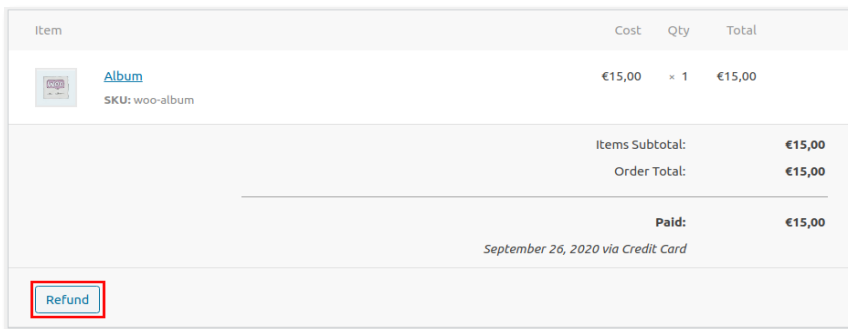 Item Cost Qty Total
Album €15,00 × 1 €15,00
SKU: woo-album
Items Subtotal: €15,00
Order Total: €15,00
Paid: €15,00
September 26, 2020 via Credit Card
Refund